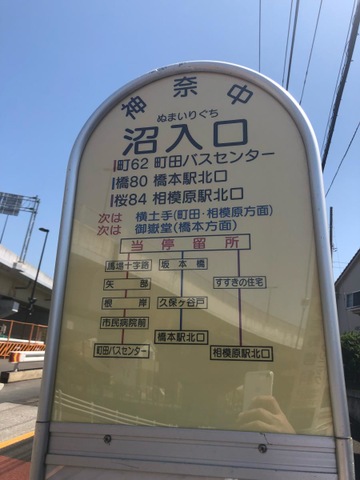 神奈中
ぬまいりぐち
沼入口
町62 町田バスセンター
橋80 橋本駅北口
桜84 相模原駅北口
次は 横土手(町田・相模原方面)
次は 御嶽堂(橋本方面)
当停留所
馬場十字路 坂本橋
矢部 すすきの住宅
根岸 久保ヶ谷戸
市民病院前
橋本駅北口
町田バスセンター 相模原駅北口